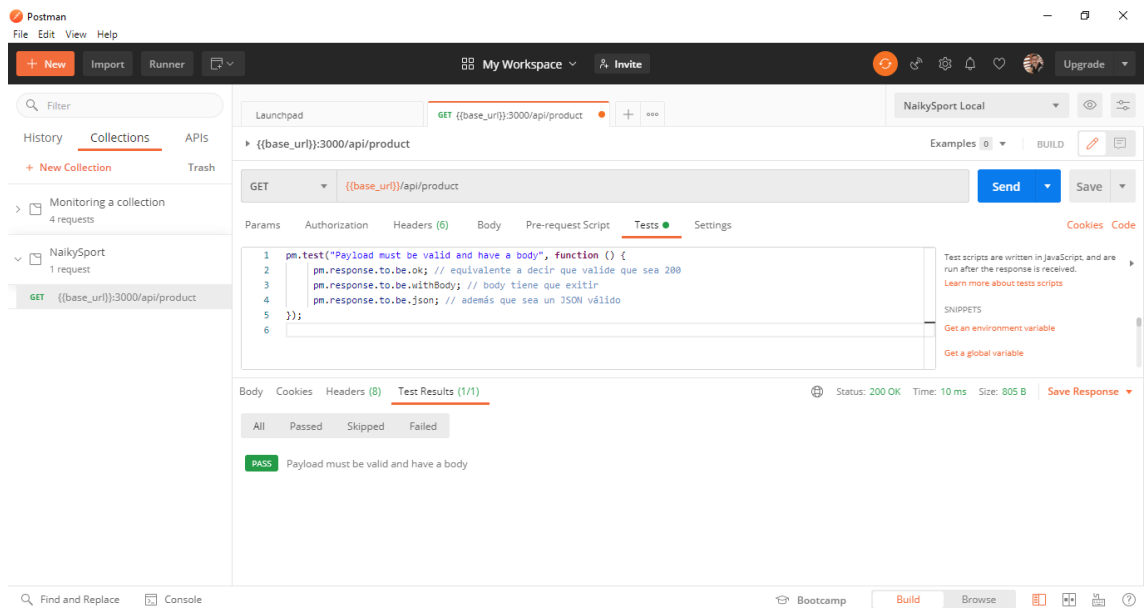 Postman
File Edit View Help
+ New Import Runner My Workspace Invite Upgrade
Filter
History Collections APIs
+ New Collection Trash
Monitoring a collection
4 requests
NaikySport
1 request
GET {{base_url}}:3000/api/product
Launchpad GET {{base_url}}:3000/api/product + ••• NaikySport Local
{{base_url}}:3000/api/product Examples 0 BUILD
GET {{base_url}}/api/product Send Save
Params Authorization Headers (6) Body Pre-request Script Tests Settings Cookies Code
1 pm.test("Payload must be valid and have a body", function () {
2 pm.response.to.be.ok; // equivalente a decir que valide que sea 200
3 pm.response.to.be.withBody; // body tiene que exitir
4 pm.response.to.be.json; // además que sea un JSON válido
5 });
6
Test scripts are written in JavaScript, and are
run after the response is received.
Learn more about tests scripts
SNIPPETS
Get an environment variable
Get a global variable
Body Cookies Headers (8) Test Results (1/1) Status: 200 OK Time: 10 ms Size: 805 B Save Response
All Passed Skipped Failed
PASS Payload must be valid and have a body
Find and Replace Console Bootcamp Build Browse